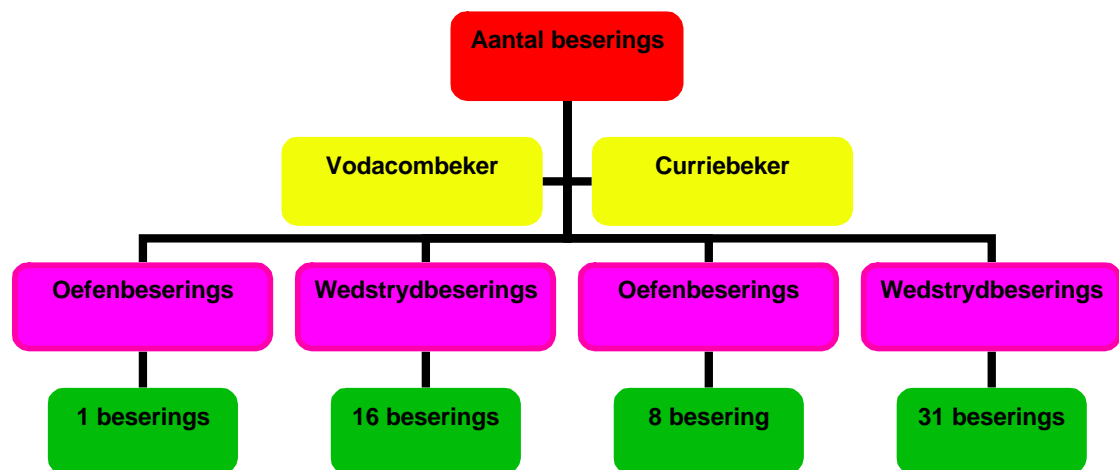 Aantal beserings
Vodacombeker
Curriebeker
Oefenbeserings
Wedstrydbeserings
Oefenbeserings
Wedstrydbeserings
1 beserings
16 beserings
8 besering
31 beserings